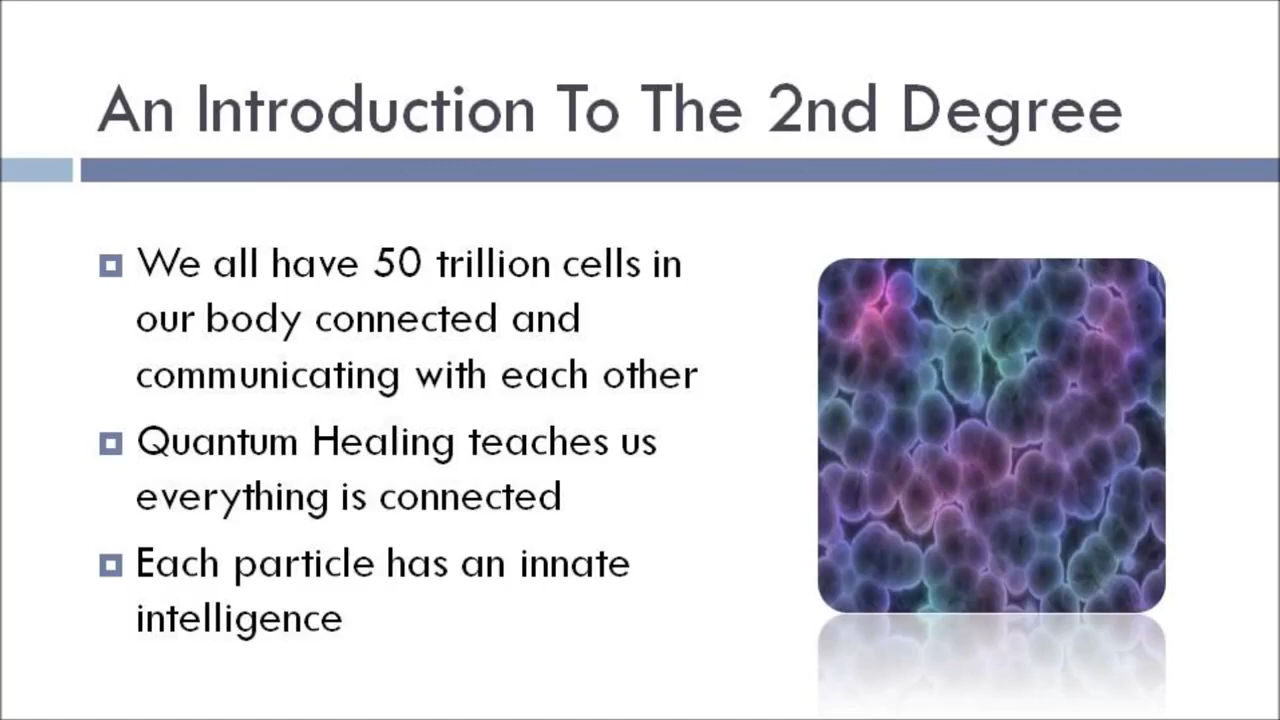 An Introduction To The 2nd Degree
We all have 50 trillion cells in
our body connected and
communicating with each other
Quantum Healing teaches us
everything is connected
Each particle has an innate
intelligence